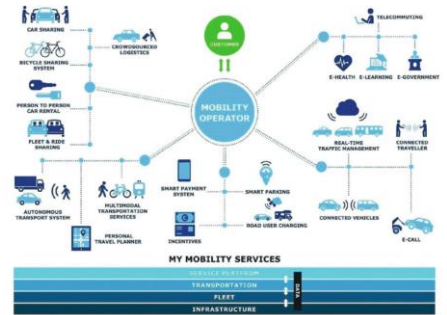 CAR SHARING
CROWDSOURCED
LOGISTICS
BICYCLE SHARING
SYSTEM
PERSON TO PERSON
CAR RENTAL
FLEET & RIDE
SHARING
CUSTOMER
MOBILITY
OPERATOR
TELECOMMUTING
E-HEALTH
E-LEARNING
E-GOVERNMENT
REAL-TIME
TRAFFIC MANAGEMENT
CONNECTED
TRAVELLER
AUTONOMOUS
TRANSPORT SYSTEM
MULTIMODAL
TRANSPORTATION
SERVICES
PERSONAL
TRAVEL PLANNER
SMART PAYMENT
SYSTEM
INCENTIVES
SMART PARKING
ROAD USER CHARGING
CONNECTED VEHICLES
E-CALL
MY MOBILITY SERVICES
SERVICE PLATFROM
TRANSPORTATION
FLEET
INFRASTRUCTURE
DATA